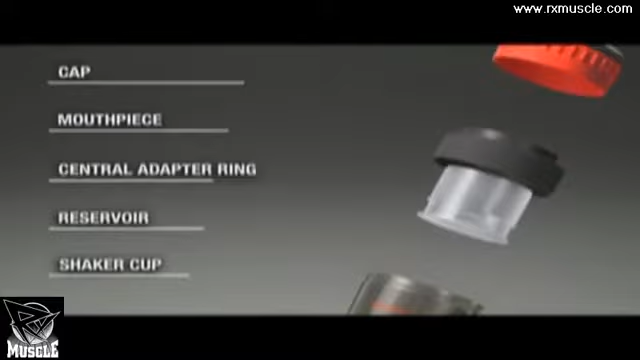 www.rxmuscle.com
CAP
MOUTHPIECE
CENTRAL ADAPTER RING
RESERVOIR
SHAKER CUP
MUSCLE